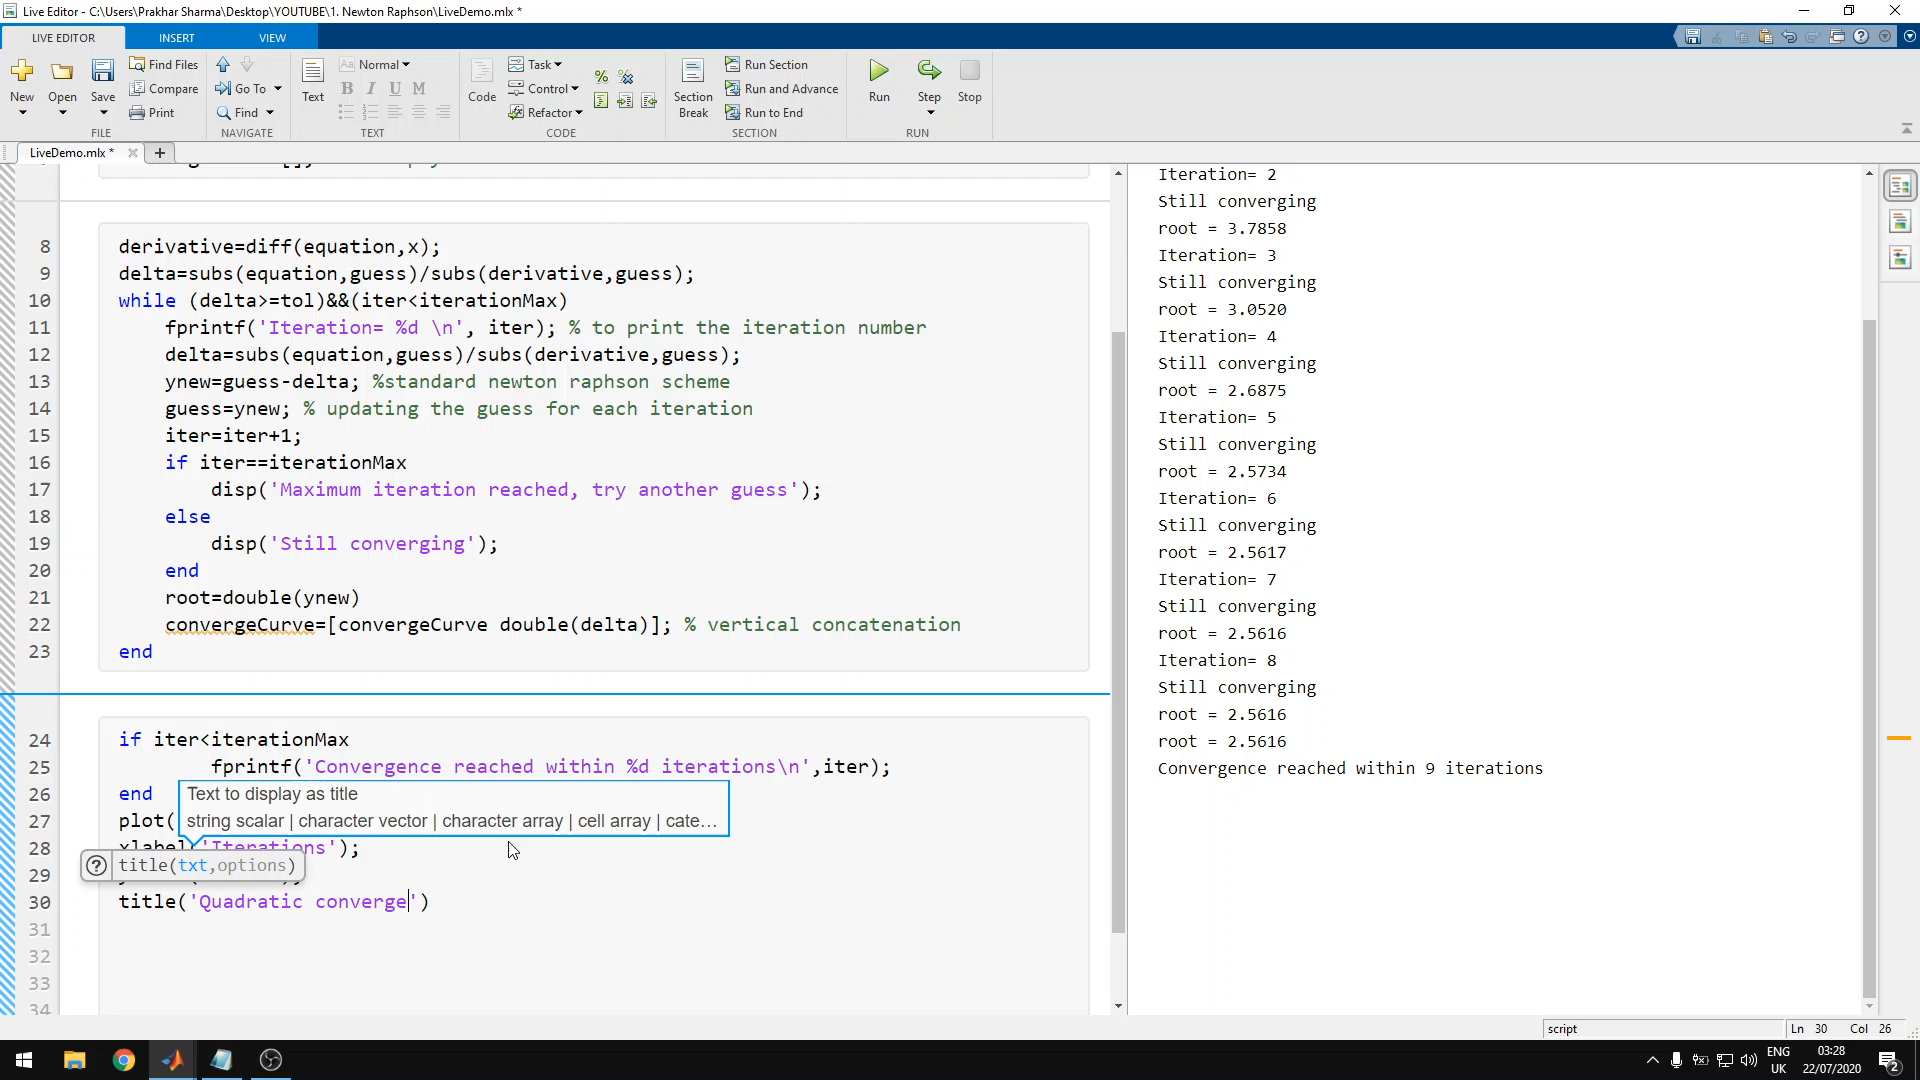 Live Editor - C:\Users\Prakhar Sharma\Desktop\YOUTUBE\1. Newton Raphson\LiveDemo.mlx *
LIVE EDITOR INSERT VIEW
New Open Save
Find Files
Compare
Print
FILE
Go To
Find
NAVIGATE
Text
Aa Normal
B I U M
TEXT
Code
Task
Control
Refactor
CODE
Section Break
Run Section
Run and Advance
Run to End
SECTION
Run Step Stop
RUN
LiveDemo.mlx *
8 derivative=diff(equation,x);
9 delta=subs(equation,guess)/subs(derivative,guess);
10 while (delta>=tol)&&(iter<iterationMax)
11 fprintf('Iteration= %d \n', iter); % to print the iteration number
12 delta=subs(equation,guess)/subs(derivative,guess);
13 ynew=guess-delta; %standard newton raphson scheme
14 guess=ynew; % updating the guess for each iteration
15 iter=iter+1;
16 if iter==iterationMax
17 disp('Maximum iteration reached, try another guess');
18 else
19 disp('Still converging');
20 end
21 root=double(ynew)
22 convergeCurve=[convergeCurve double(delta)]; % vertical concatenation
23 end
24 if iter<iterationMax
25 fprintf('Convergence reached within %d iterations\n',iter);
26 end
Text to display as title
string scalar | character vector | character array | cell array | cate...
27 plot(
28 xlabel('Iterations');
title(txt,options)
29
30 title('Quadratic converge')
31
32
33
34
Iteration= 2
Still converging
root = 3.7858
Iteration= 3
Still converging
root = 3.0520
Iteration= 4
Still converging
root = 2.6875
Iteration= 5
Still converging
root = 2.5734
Iteration= 6
Still converging
root = 2.5617
Iteration= 7
Still converging
root = 2.5616
Iteration= 8
Still converging
root = 2.5616
root = 2.5616
Convergence reached within 9 iterations
script
Ln 30 Col 26
ENG
UK
03:28
22/07/2020
2